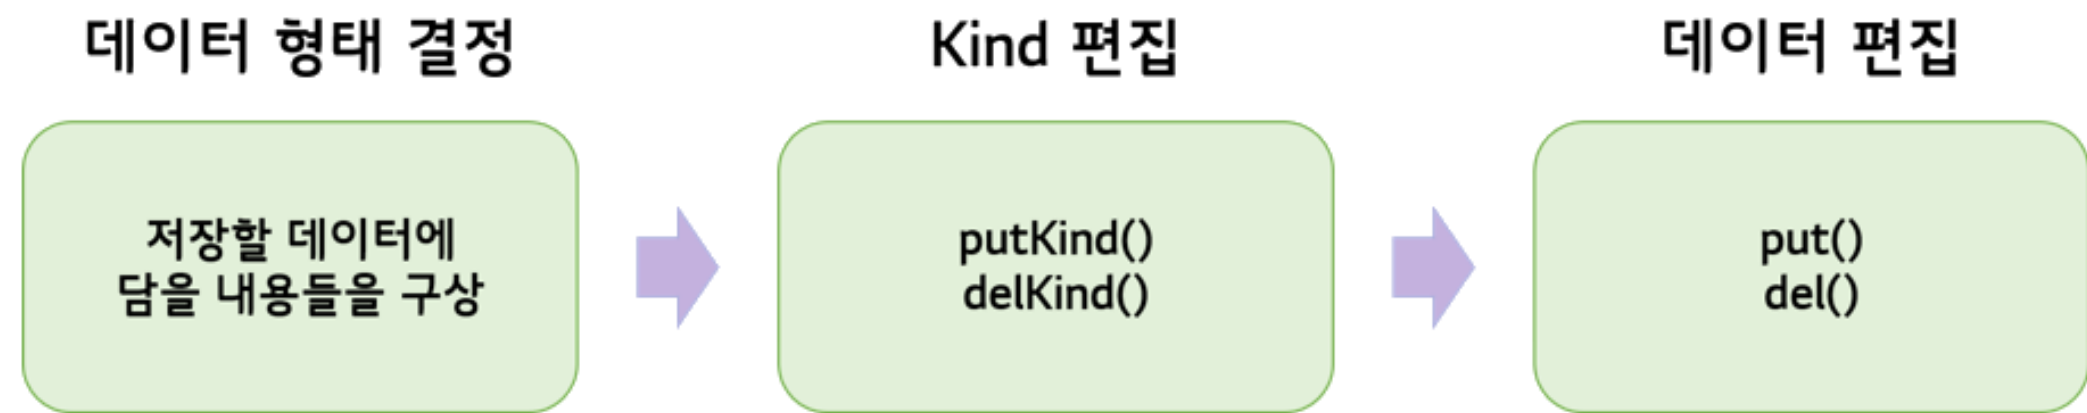 데이터 형태 결정
저장할 데이터에
담을 내용들을 구상
Kind 편집
putKind()
delKind()
데이터 편집
put()
del()